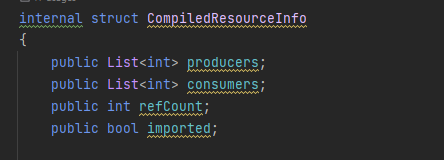 internal struct CompiledResourceInfo
{
public List<int> producers;
public List<int> consumers;
public int refCount;
public bool imported;